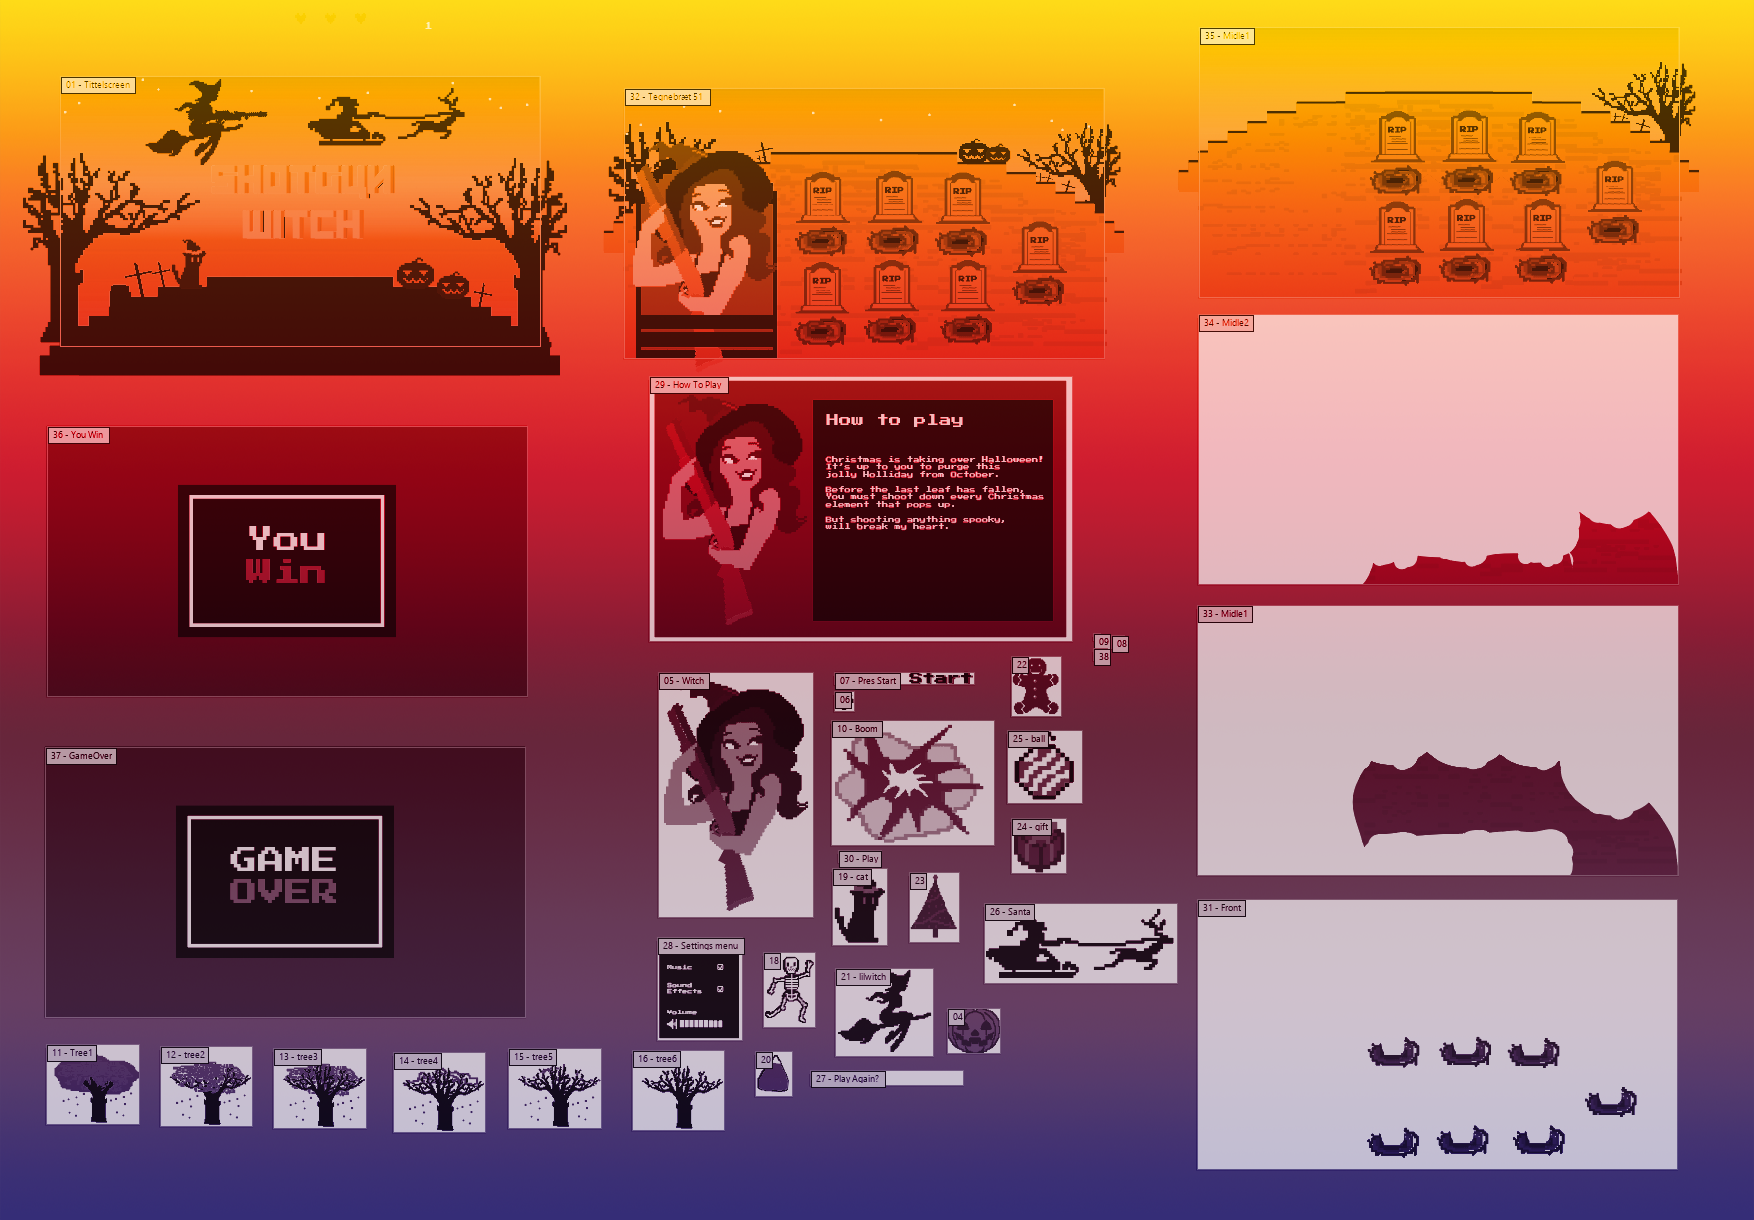 1
01 - Tittelscreen
SHOTGUN
WITCH
32 - Tegnebræt 51
RIP
RIP
RIP
RIP
RIP
RIP
RIP
35 - Midle1
RIP
RIP
RIP
RIP
RIP
RIP
RIP
36 - You Win
You
Win
29 - How To Play
How to play
Christmas is taking over Halloween!
It's up to you to purge this
jolly Holliday from October.
Before the last leaf has fallen,
You must shoot down every Christmas
element that pops up.
But shooting anything spooky,
will break my heart.
34 - Midle2
33 - Midle1
09
08
38
37 - GameOver
GAME
OVER
05 - Witch
07 - Pres Start
Start
06
22
10 - Boom
25 - ball
24 - gift
30 - Play
19 - cat
23
26 - Santa
31 - Front
28 - Settings menu
Music
Sound
Effects
Volume
18
21 - lilwitch
04
11 - Tree1
12 - tree2
13 - tree3
14 - tree4
15 - tree5
16 - tree6
20
27 - Play Again?